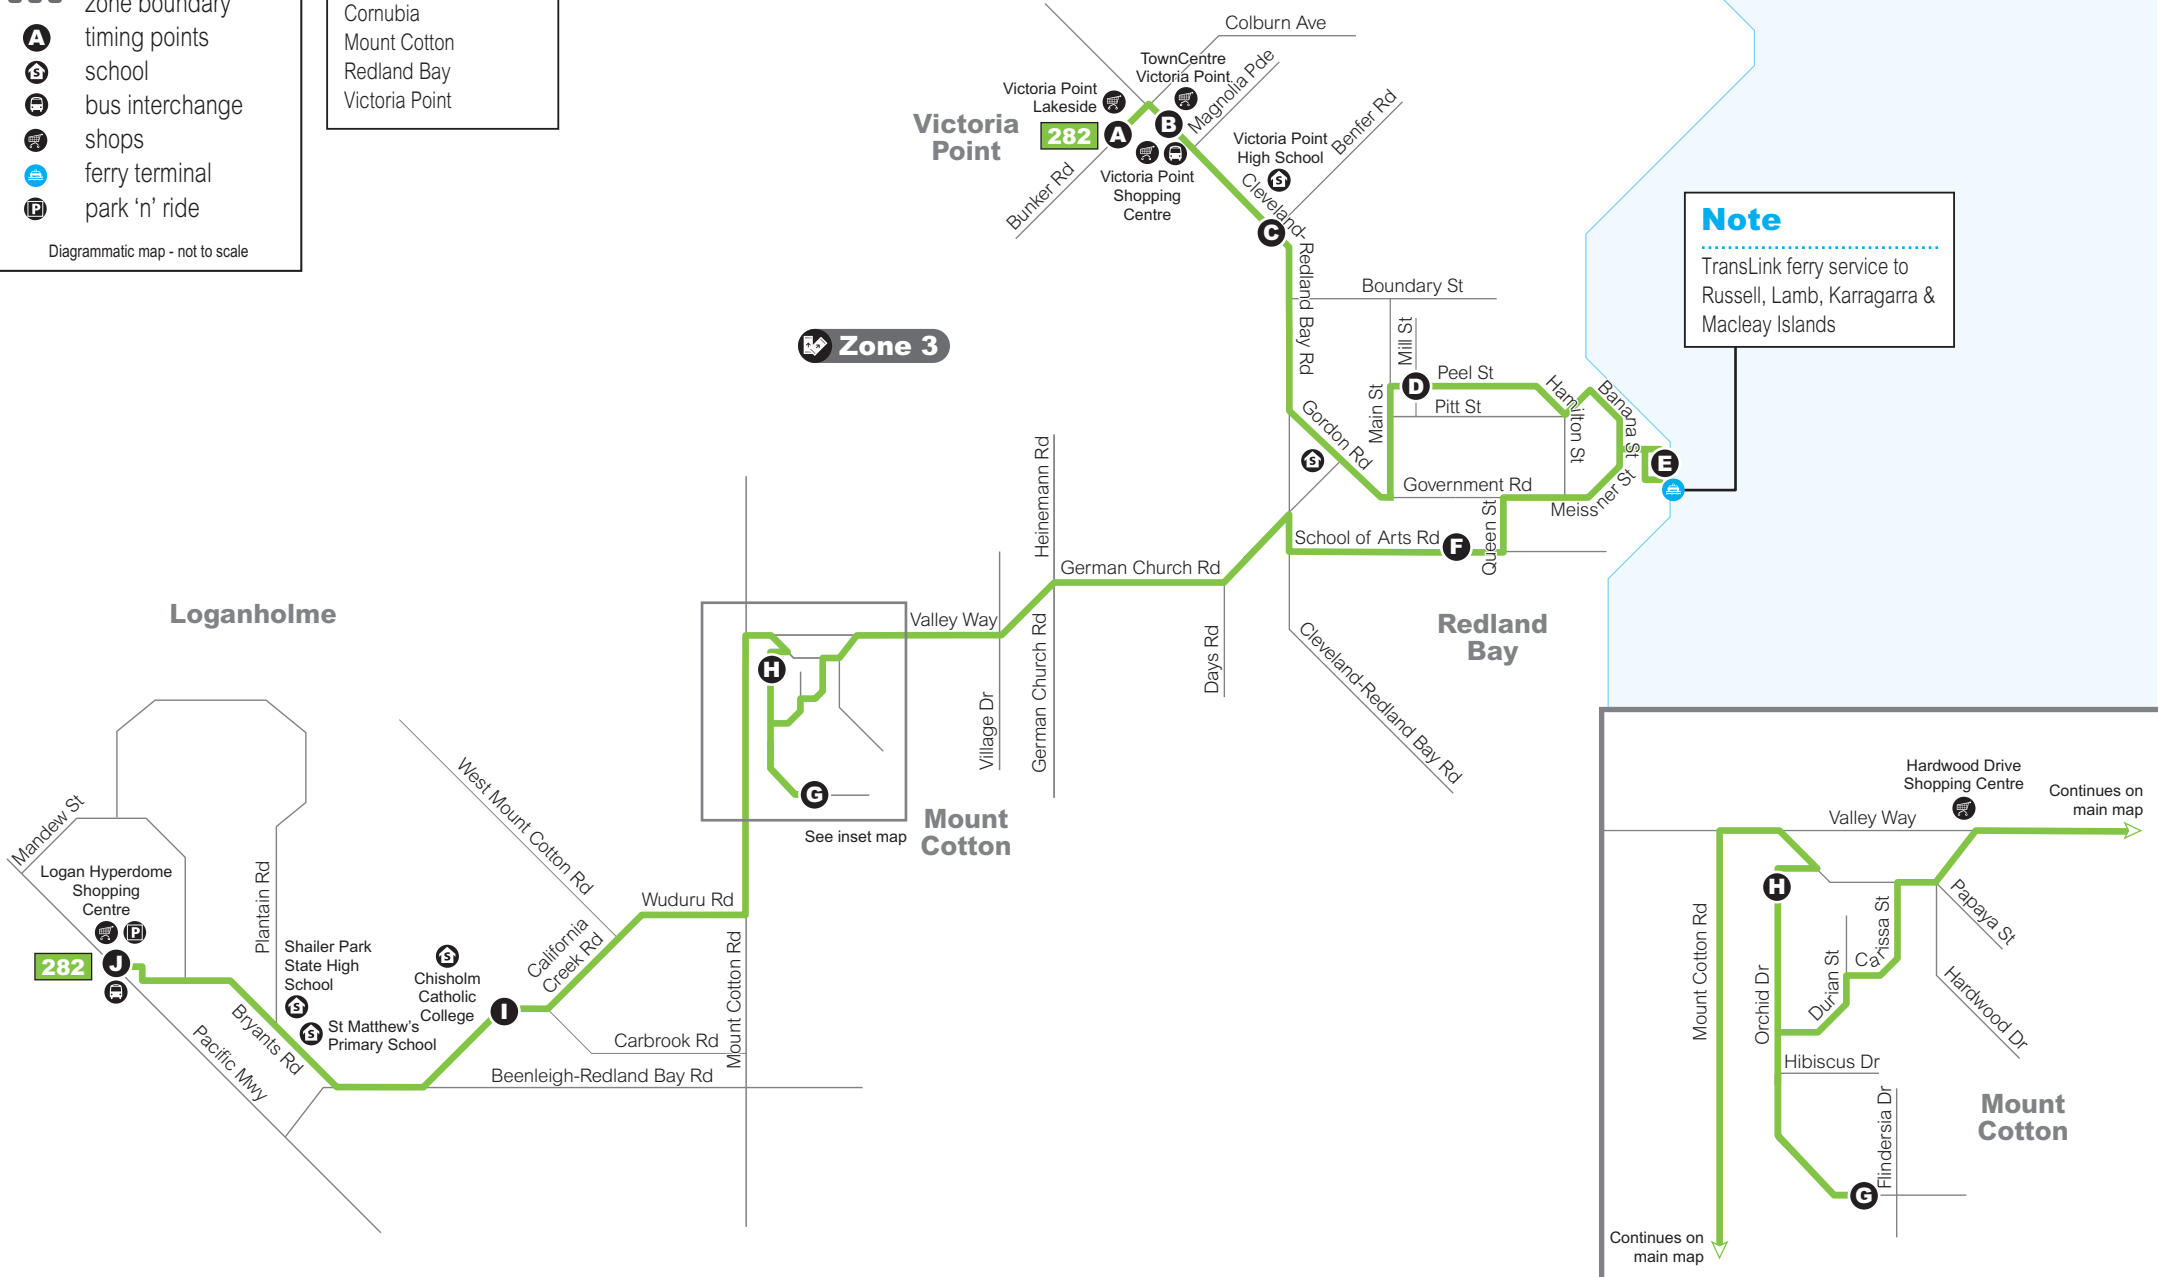 zone boundary
A
timing points
S
school
bus interchange
shops
ferry terminal
P
park ‘n’ ride
Diagrammatic map - not to scale
Cornubia
Mount Cotton
Redland Bay
Victoria Point
Colburn Ave
TownCentre
Victoria Point
Magnolia Pde
Victoria Point
Lakeside
Victoria
Point
282
A
B
Bunker Rd
Victoria Point
Shopping
Centre
Victoria Point
High School
S
Benfer Rd
C
Cleveland-Redland Bay Rd
Note
TransLink ferry service to
Russell, Lamb, Karragarra &
Macleay Islands
Zone 3
Boundary St
Mill St
D
Peel St
Pitt St
Main St
Hamilton St
Banana St
Gordon Rd
S
E
Government Rd
Meissner St
Queen St
School of Arts Rd
F
Redland
Bay
Heinemann Rd
German Church Rd
German Church Rd
Days Rd
Cleveland-Redland Bay Rd
Valley Way
Village Dr
H
G
See inset map
Mount
Cotton
Loganholme
Mandew St
Logan Hyperdome
Shopping
Centre
P
282
J
Plantain Rd
Shailer Park
State High
School
S
S
St Matthew’s
Primary School
Bryants Rd
Pacific Mwy
S
Chisholm
Catholic
College
I
West Mount Cotton Rd
California
Creek Rd
Wuduru Rd
Mount Cotton Rd
Carbrook Rd
Beenleigh-Redland Bay Rd
Hardwood Drive
Shopping Centre
Continues on
main map
Valley Way
H
Mount Cotton Rd
Orchid Dr
Durian St
Carissa St
Papaya St
Hardwood Dr
Hibiscus Dr
Flindersia Dr
G
Mount
Cotton
Continues on
main map